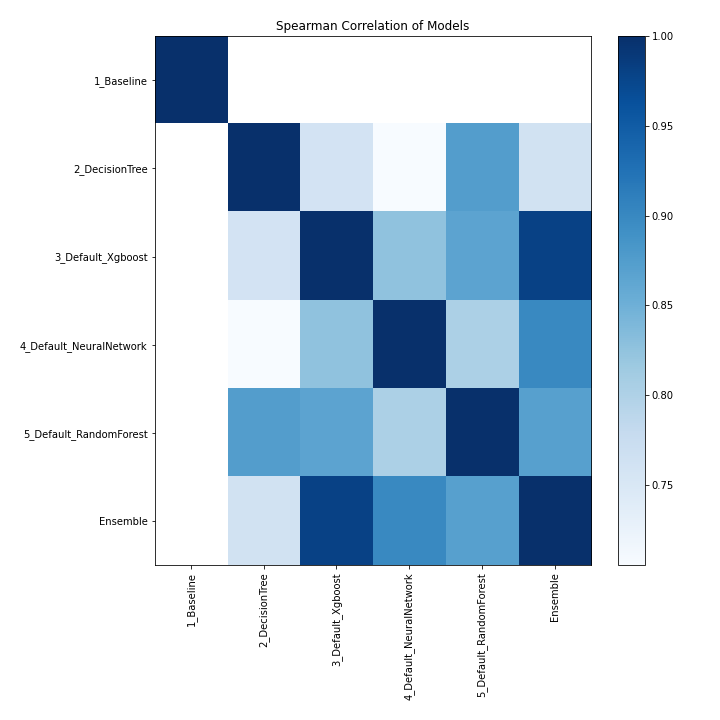 Spearman Correlation of Models
1_Baseline
2_DecisionTree
3_Default_Xgboost
4_Default_NeuralNetwork
5_Default_RandomForest
Ensemble
1_Baseline
2_DecisionTree
3_Default_Xgboost
4_Default_NeuralNetwork
5_Default_RandomForest
Ensemble
1.00
0.95
0.90
0.85
0.80
0.75